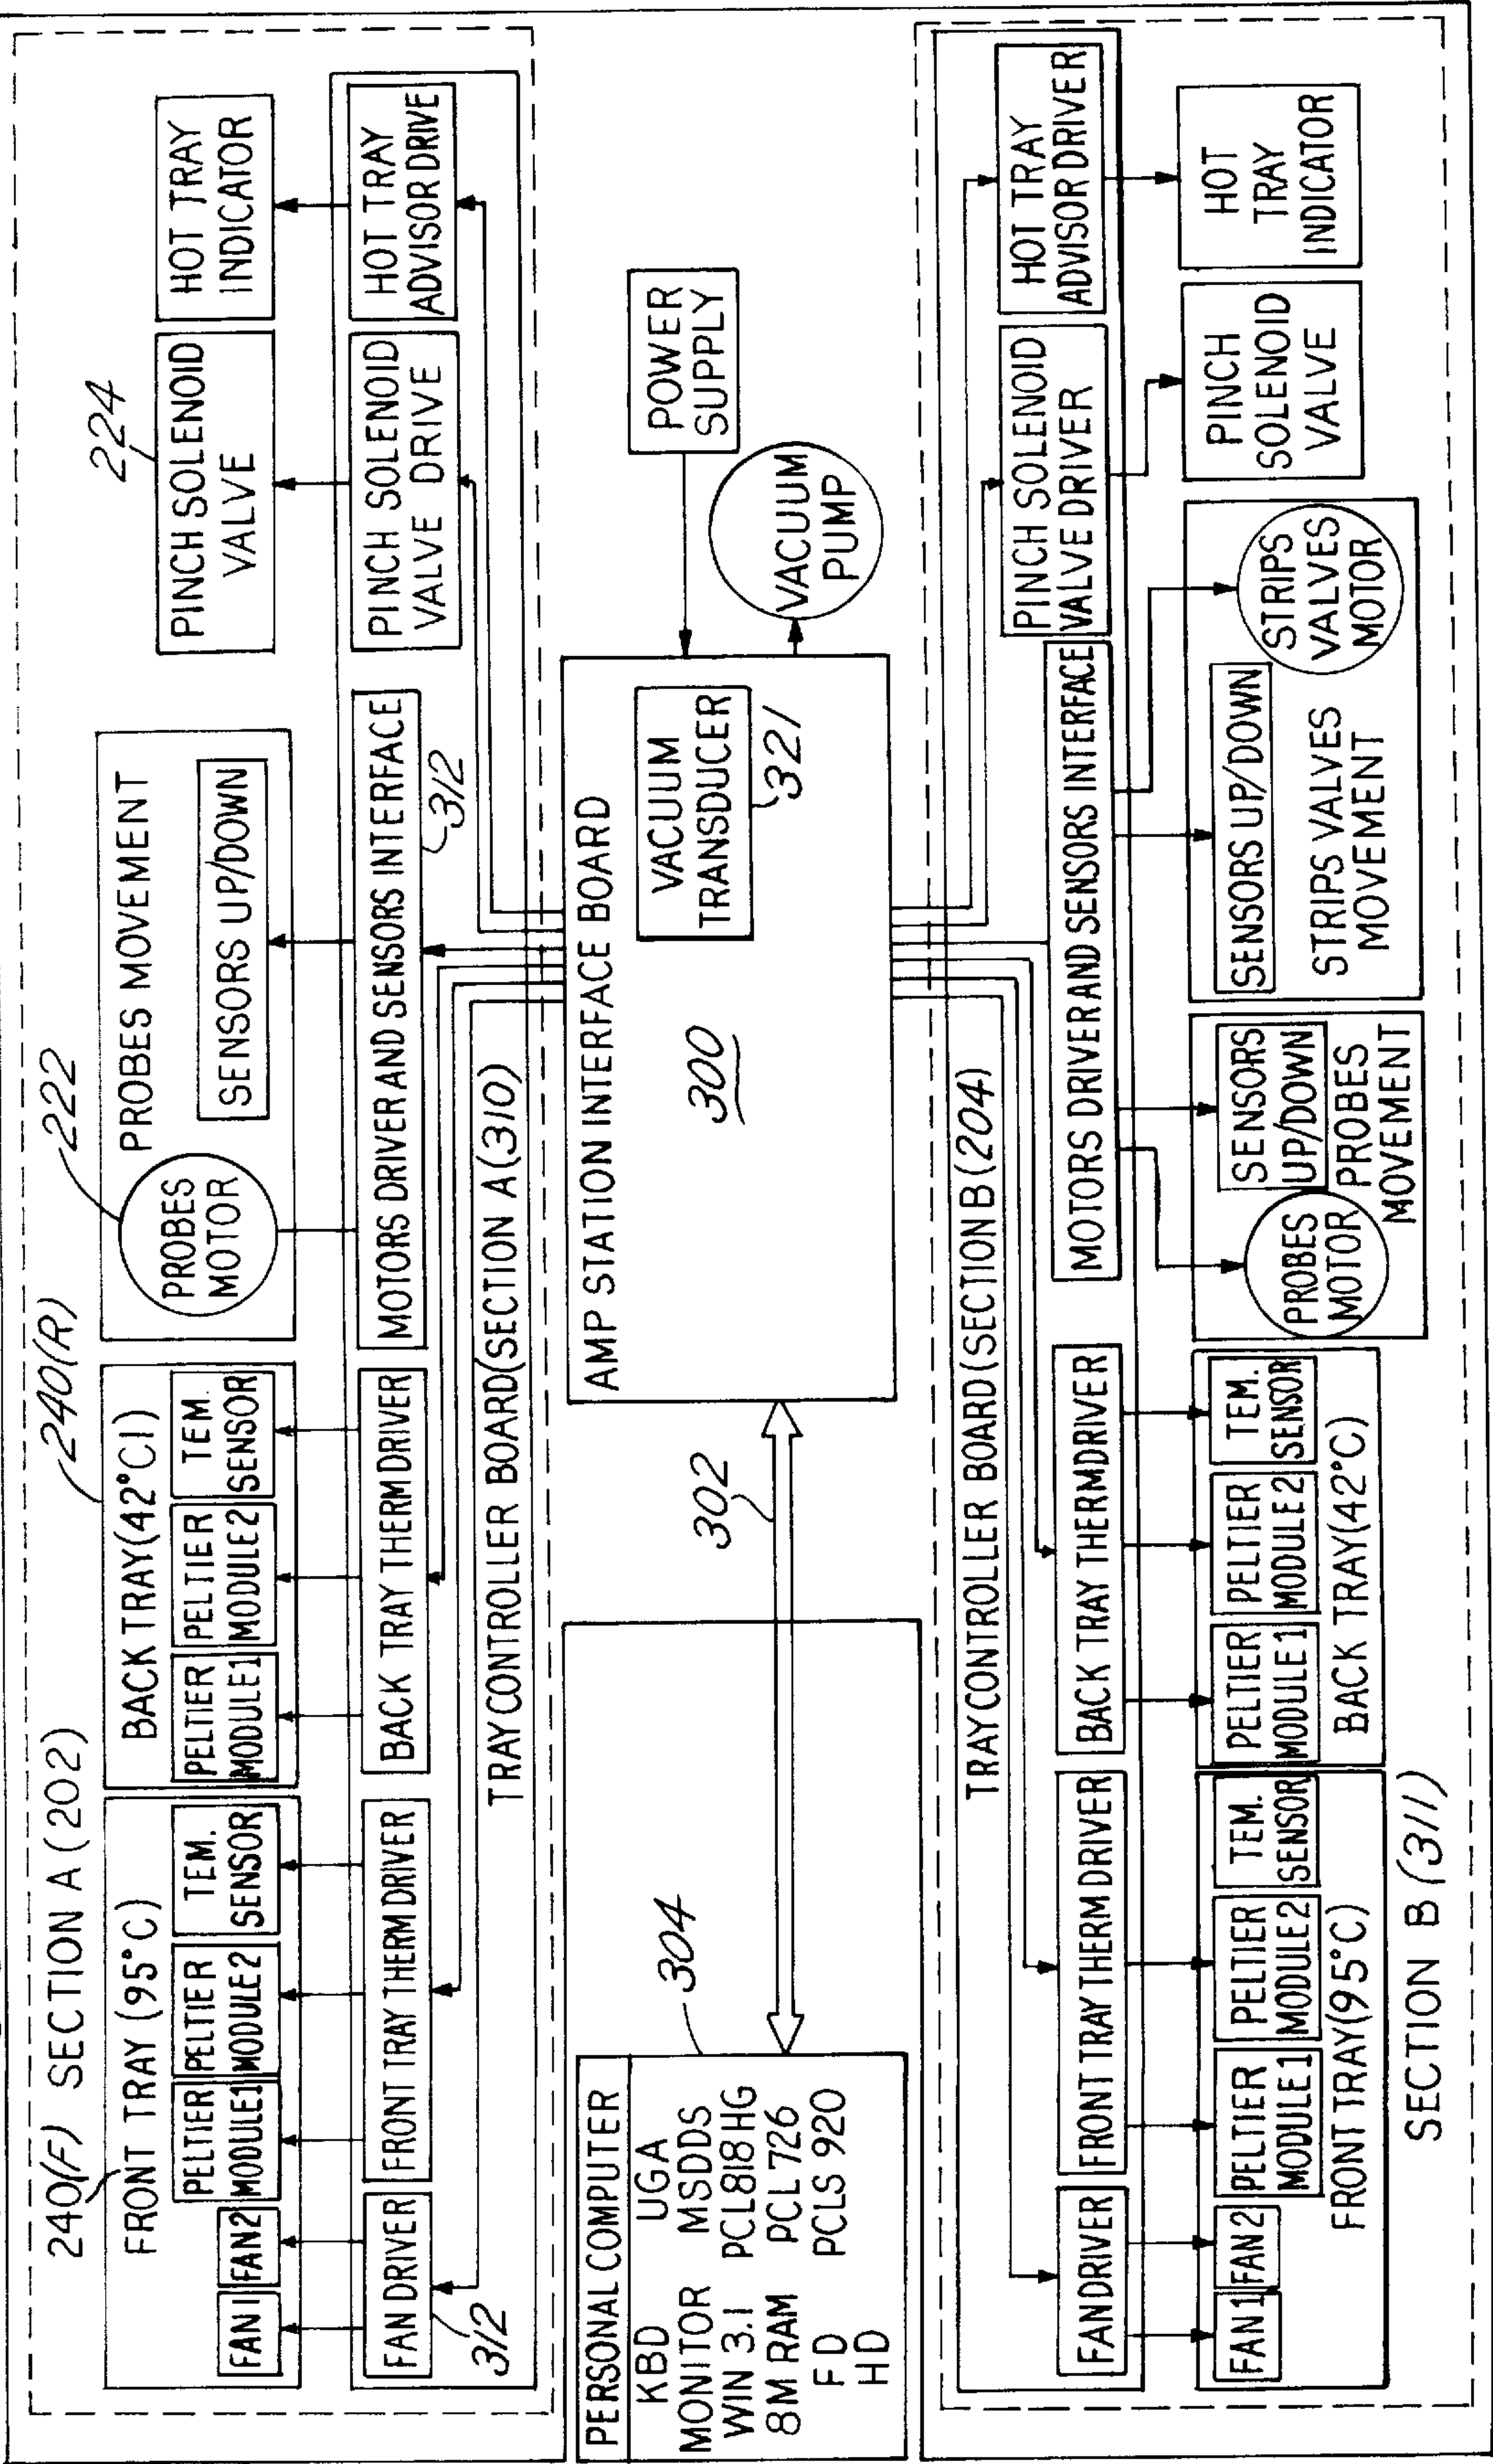 240(F) SECTION A (202)
FRONT TRAY (95°C)
FAN 1
FAN2
PELTIER
MODULE1
PELTIER
MODULE2
TEM.
SENSOR
240(R)
BACK TRAY(42°C)
PELTIER
MODULE1
PELTIER
MODULE2
TEM.
SENSOR
222
PROBES MOVEMENT
PROBES
MOTOR
SENSORS UP/DOWN
224
PINCH SOLENOID
VALVE
HOT TRAY
INDICATOR
FAN DRIVER
312
FRONT TRAY THERM DRIVER
BACK TRAY THERM DRIVER
MOTORS DRIVER AND SENSORS INTERFACE
312
PINCH SOLENOID
VALVE DRIVE
HOT TRAY
ADVISOR DRIVE
TRAY CONTROLLER BOARD(SECTION A (310)
PERSONAL COMPUTER
KBD UGA
MONITOR MSDDS
WIN 3.1 PCL818HG
8M RAM PCL 726
FD PCLS 920
HD
304
302
AMP STATION INTERFACE BOARD
VACUUM
TRANSDUCER
321
300
POWER
SUPPLY
VACUUM
PUMP
TRAY CONTROLLER BOARD (SECTION B (204)
FAN DRIVER
FRONT TRAY THERM DRIVER
BACK TRAY THERM DRIVER
MOTORS DRIVER AND SENSORS INTERFACE
PINCH SOLENOID
VALVE DRIVER
HOT TRAY
ADVISOR DRIVER
FAN 1
FAN2
PELTIER
MODULE1
PELTIER
MODULE2
TEM.
SENSOR
FRONT TRAY(95°C)
PELTIER
MODULE1
PELTIER
MODULE2
TEM.
SENSOR
BACK TRAY(42°C)
PROBES
MOTOR
SENSORS
UP/DOWN
PROBES
MOVEMENT
SENSORS UP/DOWN
STRIPS
VALVES
MOTOR
STRIPS VALVES
MOVEMENT
PINCH
SOLENOID
VALVE
HOT
TRAY
INDICATOR
SECTION B (311)